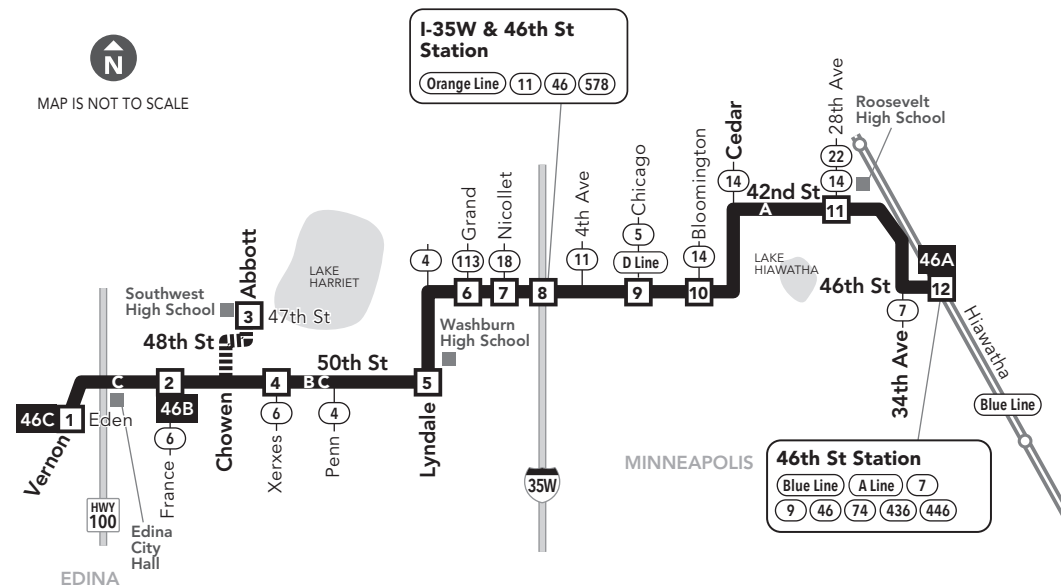 I-35W & 46th St
Station
Orange Line 11 46 578
N
MAP IS NOT TO SCALE
Roosevelt
High School
28th Ave
22
14
Cedar
14
42nd St
A
11
Bloomington
14
10
Chicago
5
D Line
9
4th Ave
11
8
Nicollet
18
7
Grand
113
6
4
LAKE
HIAWATHA
46A
46th St
12
7
34th Ave
Hiawatha
Blue Line
LAKE
HARRIET
Abbott
Southwest
High School
3
47th St
48th St
Washburn
High School
50th St
C
2
4
B C
5
46B
46C
1
Eden
6
6
4
Vernon
France
Chowen
Xerxes
Penn
Lyndale
HWY
100
Edina
City
Hall
EDINA
35W
MINNEAPOLIS
46th St Station
Blue Line A Line 7
9 46 74 436 446